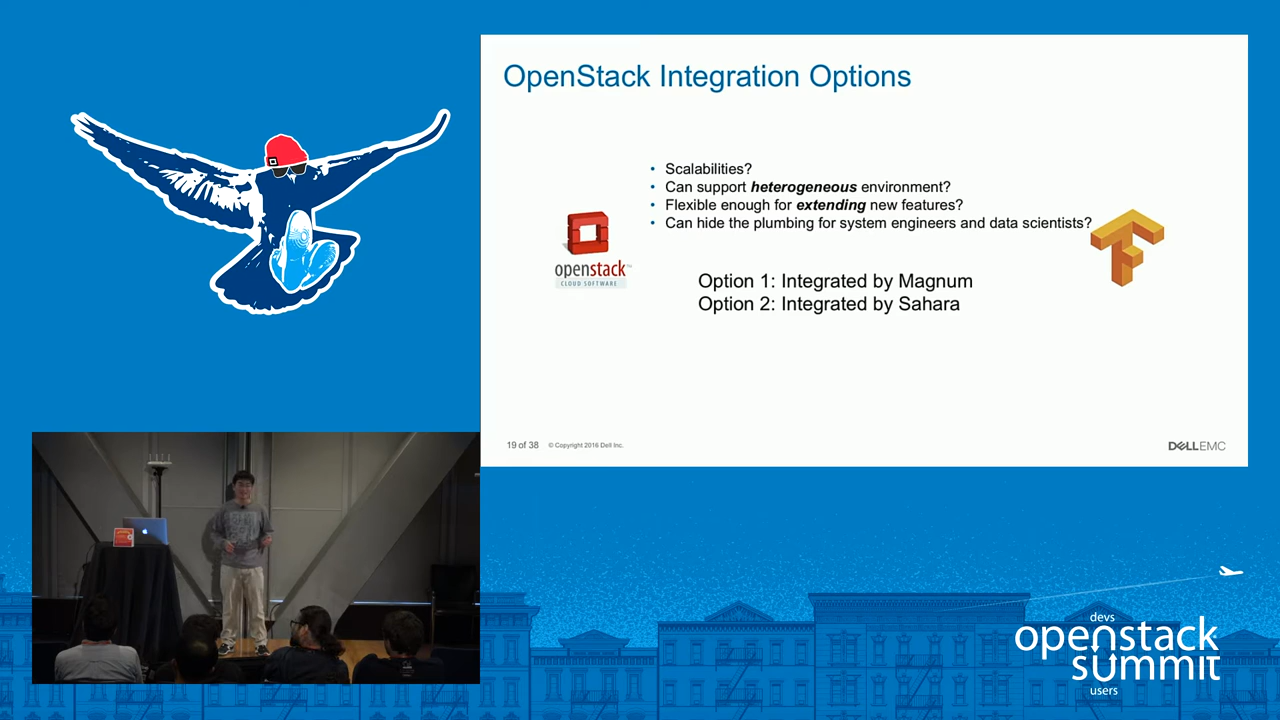 OpenStack Integration Options
• Scalabilities?
• Can support heterogeneous environment?
• Flexible enough for extending new features?
• Can hide the plumbing for system engineers and data scientists?
openstack™
CLOUD SOFTWARE
Option 1: Integrated by Magnum
Option 2: Integrated by Sahara
19 of 38 © Copyright 2016 Dell Inc.
DELLEMC
devs
openstack
summit
users